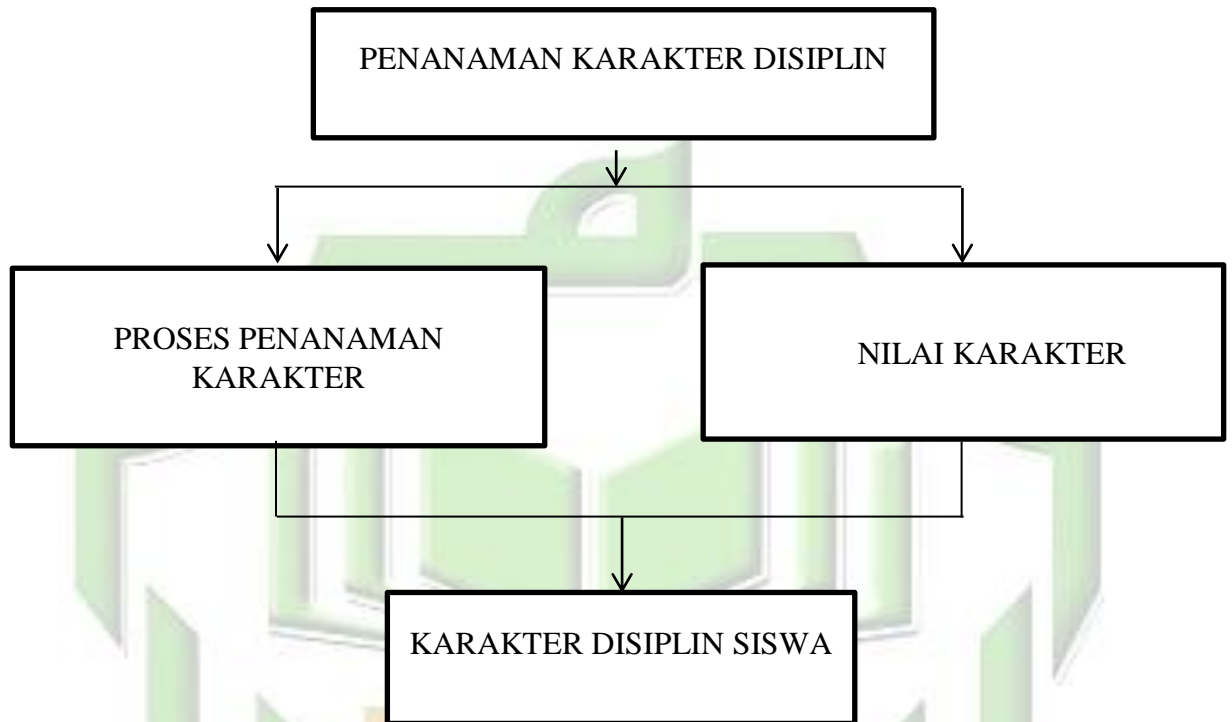 PENANAMAN KARAKTER DISIPLIN
PROSES PENANAMAN
KARAKTER
NILAI KARAKTER
KARAKTER DISIPLIN SISWA